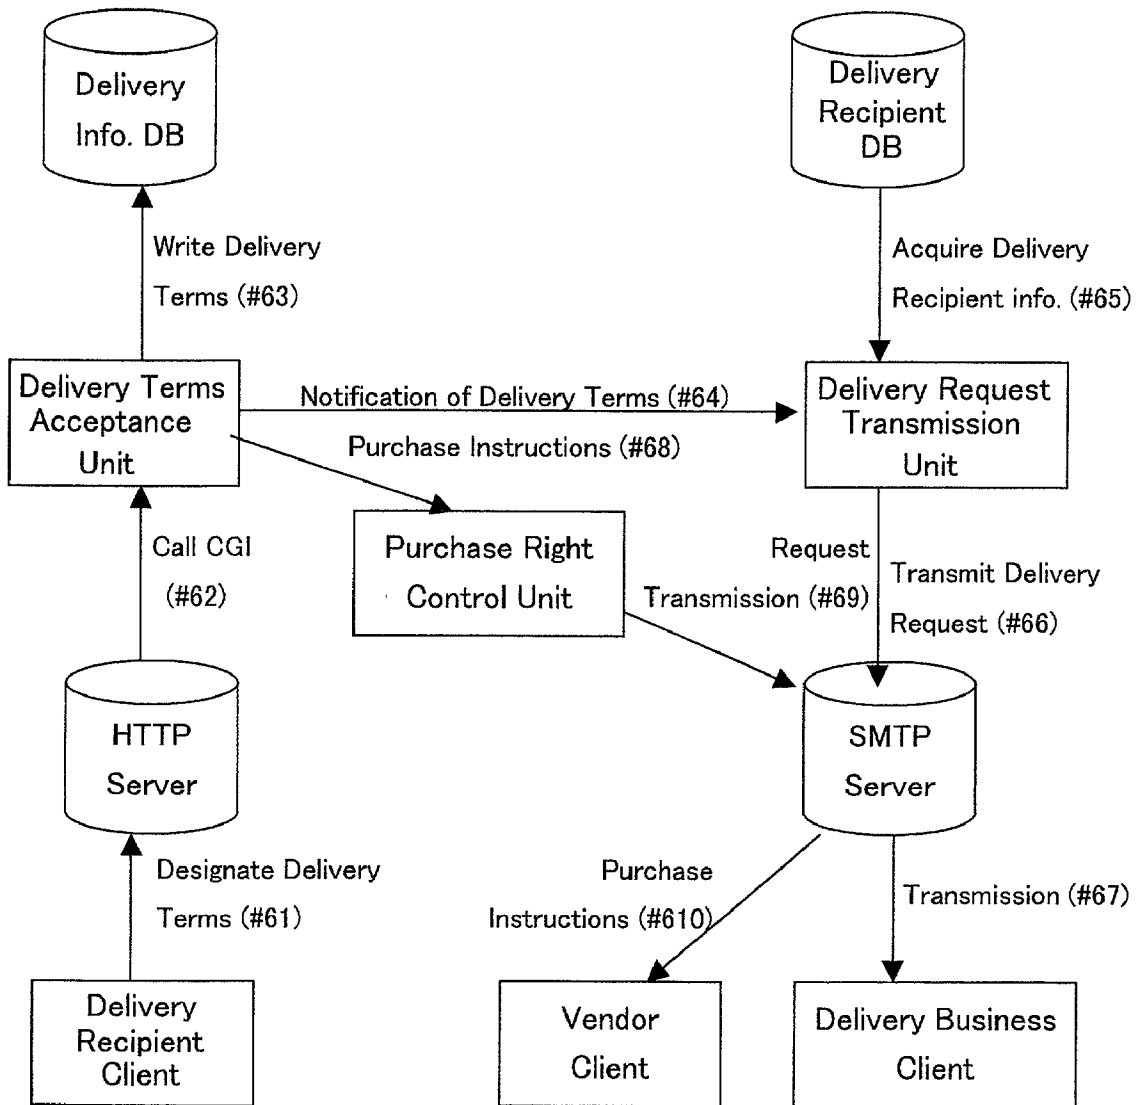 Delivery
Info. DB
Delivery
Recipient
DB
Write Delivery
Terms (#63)
Acquire Delivery
Recipient info. (#65)
Delivery Terms
Acceptance
Unit
Notification of Delivery Terms (#64)
Purchase Instructions (#68)
Delivery Request
Transmission
Unit
Call CGI
(#62)
Purchase Right
Control Unit
Request
Transmission (#69)
Transmit Delivery
Request (#66)
HTTP
Server
SMTP
Server
Designate Delivery
Terms (#61)
Purchase
Instructions (#610)
Transmission (#67)
Delivery
Recipient
Client
Vendor
Client
Delivery Business
Client